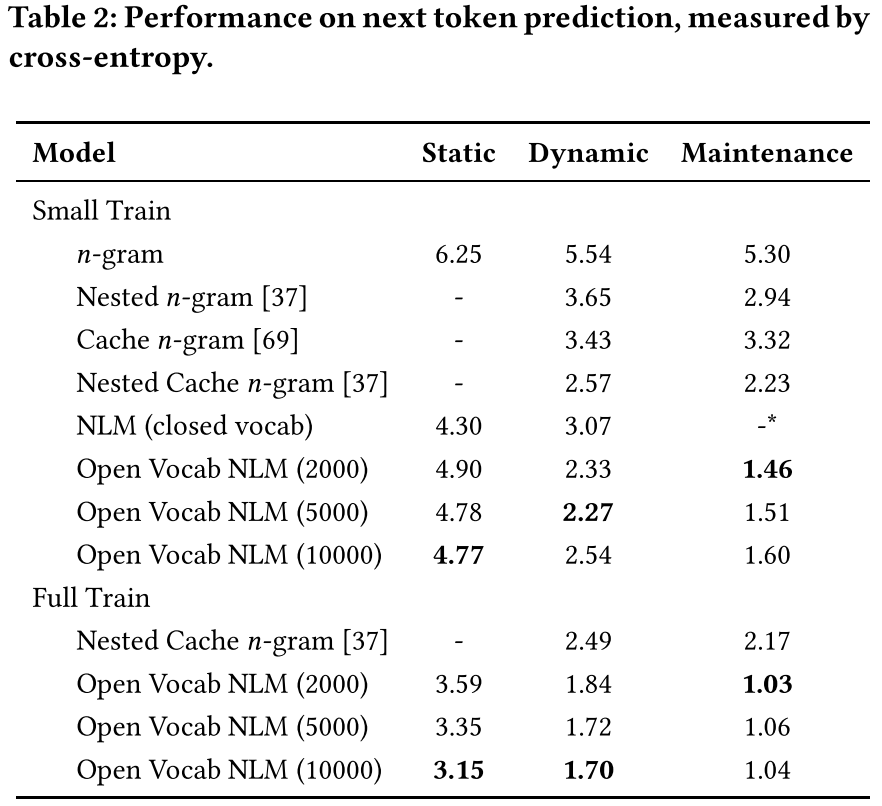 Table 2: Performance on next token prediction, measured by
cross-entropy.
Model Static Dynamic Maintenance
Small Train
n-gram 6.25 5.54 5.30
Nested n-gram [37] - 3.65 2.94
Cache n-gram [69] - 3.43 3.32
Nested Cache n-gram [37] - 2.57 2.23
NLM (closed vocab) 4.30 3.07 -*
Open Vocab NLM (2000) 4.90 2.33 1.46
Open Vocab NLM (5000) 4.78 2.27 1.51
Open Vocab NLM (10000) 4.77 2.54 1.60
Full Train
Nested Cache n-gram [37] - 2.49 2.17
Open Vocab NLM (2000) 3.59 1.84 1.03
Open Vocab NLM (5000) 3.35 1.72 1.06
Open Vocab NLM (10000) 3.15 1.70 1.04